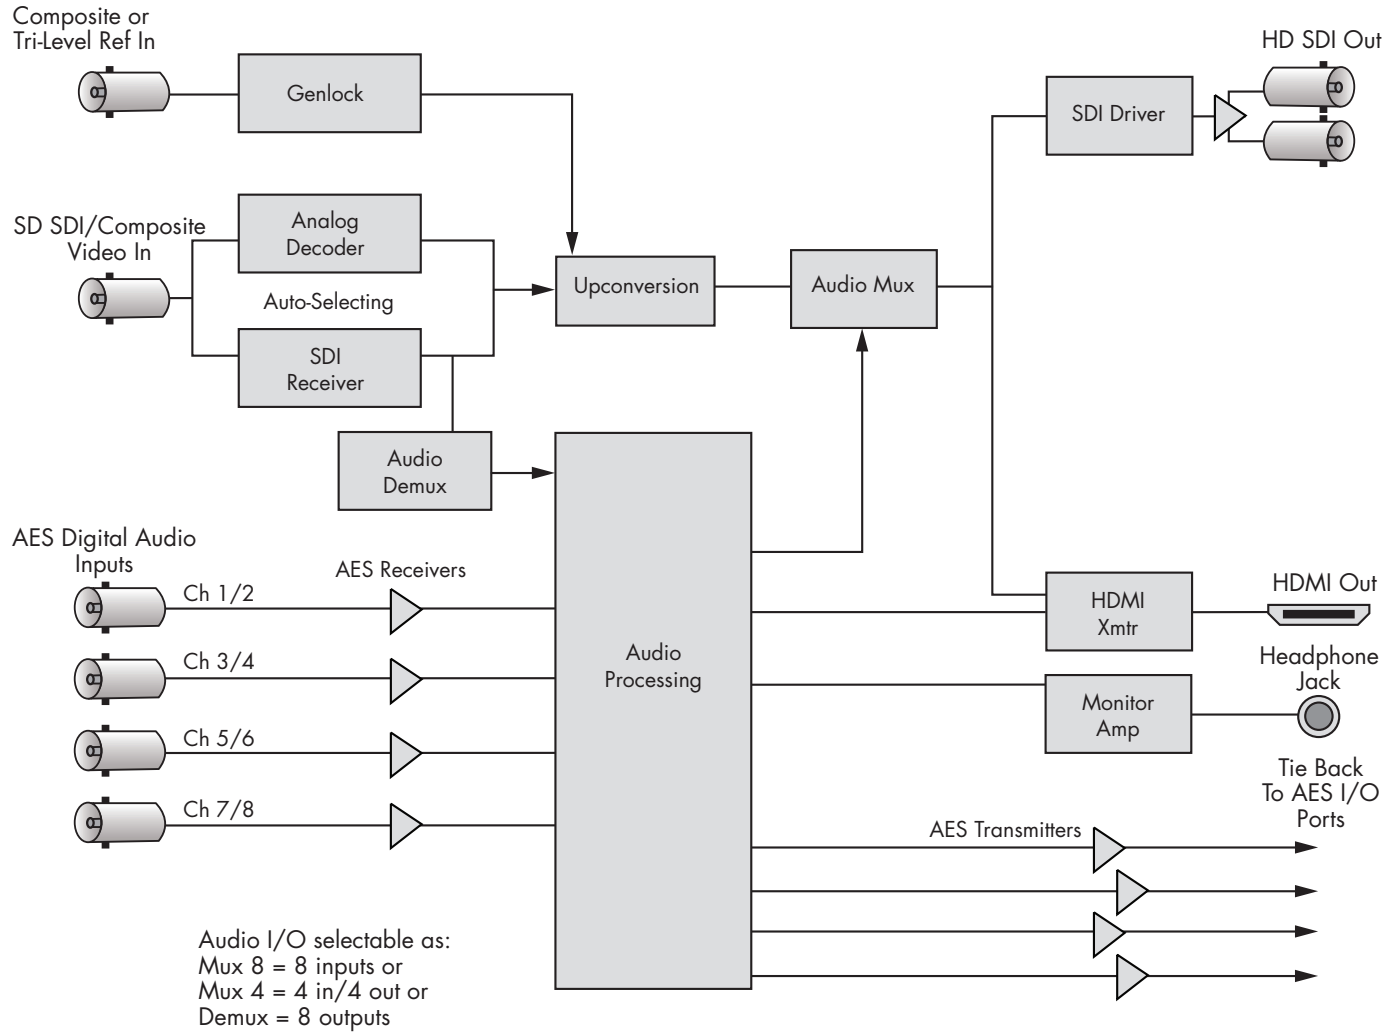 Composite or
Tri-Level Ref In
HD SDI Out
Genlock
SDI Driver
SD SDI/Composite
Video In
Analog
Decoder
Auto-Selecting
Upconversion
Audio Mux
SDI
Receiver
Audio
Demux
AES Digital Audio
Inputs
AES Receivers
Ch 1/2
Ch 3/4
Ch 5/6
Ch 7/8
Audio
Processing
HDMI
Xmtr
HDMI Out
Headphone
Jack
Monitor
Amp
Tie Back
To AES I/O
Ports
AES Transmitters
Audio I/O selectable as:
Mux 8 = 8 inputs or
Mux 4 = 4 in/4 out or
Demux = 8 outputs